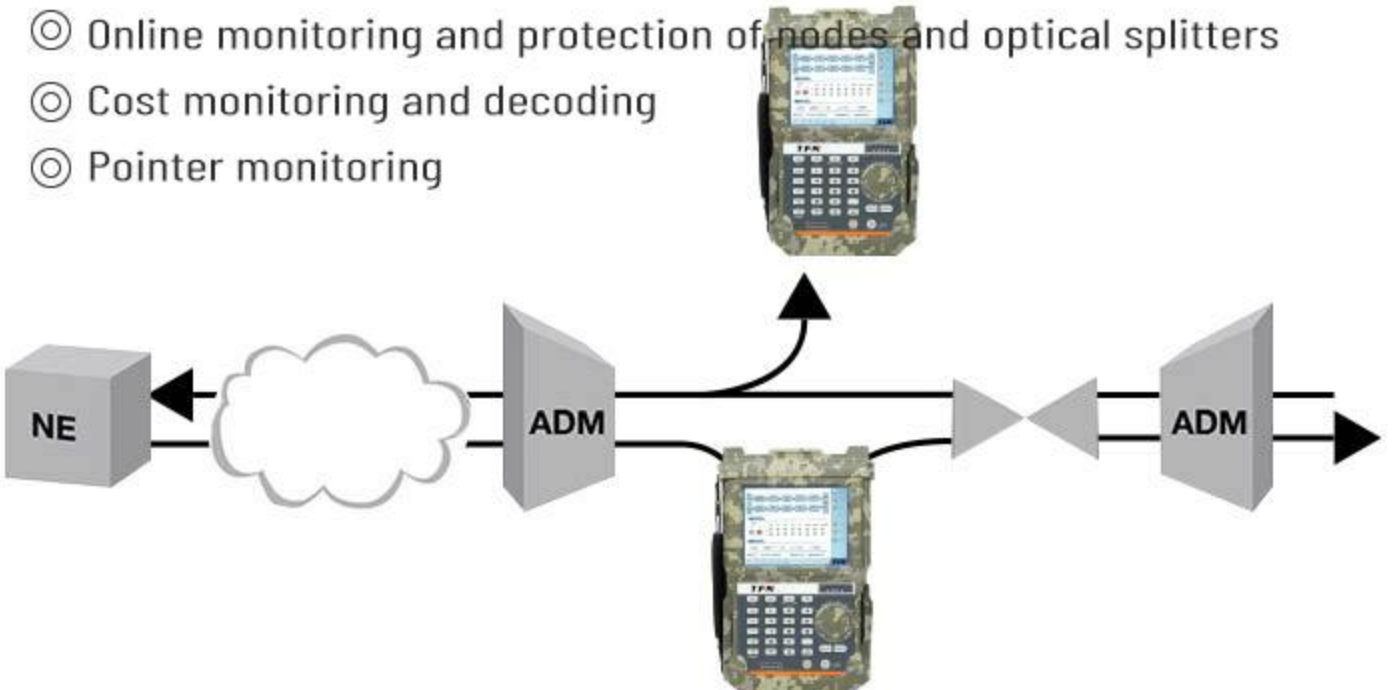 Online monitoring and protection of nodes and optical splitters
Cost monitoring and decoding
Pointer monitoring
NE
ADM
ADM